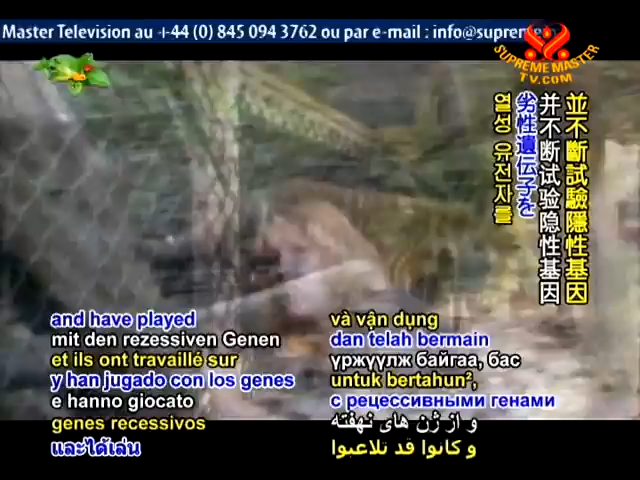 Master Television au +44 (0) 845 094 3762 ou par e-mail : info@suprem
SUPREME MASTER
TV.COM
並不斷試驗隱性基因
并不断试验隐性基因
劣性遺伝子を
열성 유전자를
and have played
mit den rezessiven Genen
et ils ont travaillé sur
y han jugado con los genes
e hanno giocato
genes recessivos
และได้เล่น
và vận dụng
dan telah bermain
үржүүлж байгаа, бас
untuk bertahun²,
с рецессивными генами
و از ژن های نهفته
و كانوا قد تلاعبوا